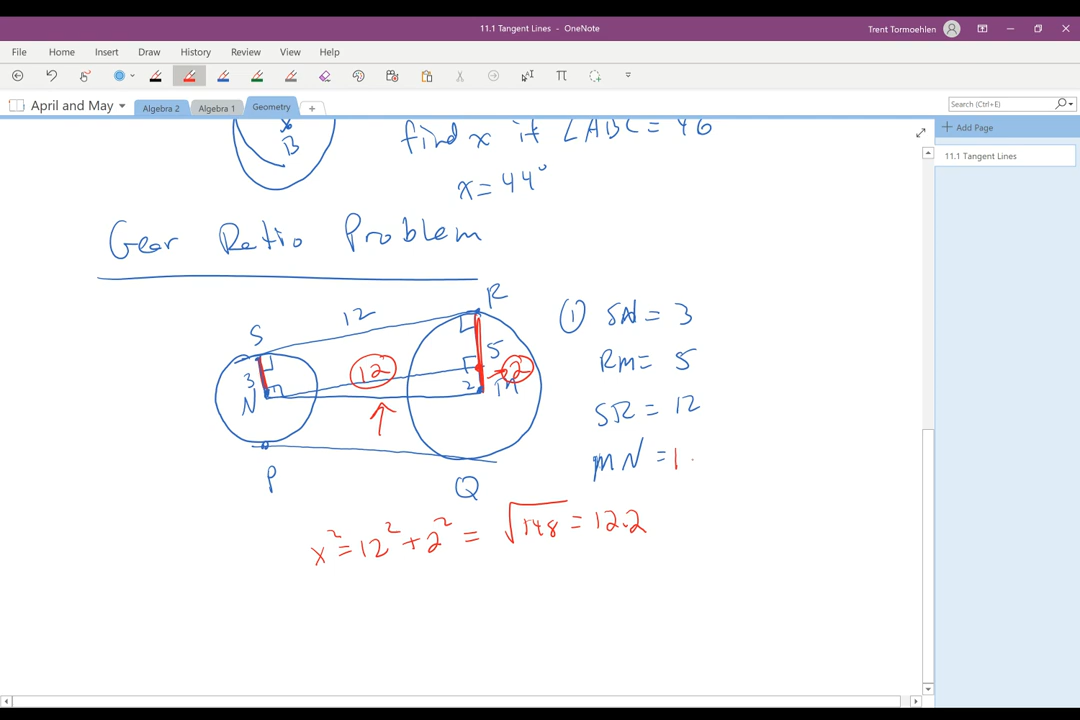 11.1 Tangent Lines - OneNote
Trent Tormoehlen
File Home Insert Draw History Review View Help
April and May
Algebra 2
Algebra 1
Geometry
Search (Ctrl+E)
Add Page
11.1 Tangent Lines
B
find x if ∠ABC = 46
x = 44°
Gear Ratio Problem
S
12
R
3
N
12
5
2
2
M
P
Q
① SN = 3
RM = 5
SR = 12
MN = 1.
x² = 12² + 2² = √148 = 12.2